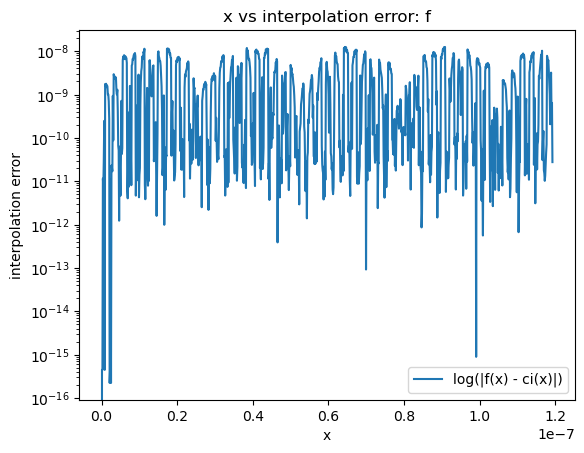 x vs interpolation error: f
10⁻⁸
10⁻⁹
10⁻¹⁰
10⁻¹¹
10⁻¹²
10⁻¹³
10⁻¹⁴
10⁻¹⁵
10⁻¹⁶
interpolation error
log(|f(x) - ci(x)|)
0.0 0.2 0.4 0.6 0.8 1.0 1.2
1e−7
x